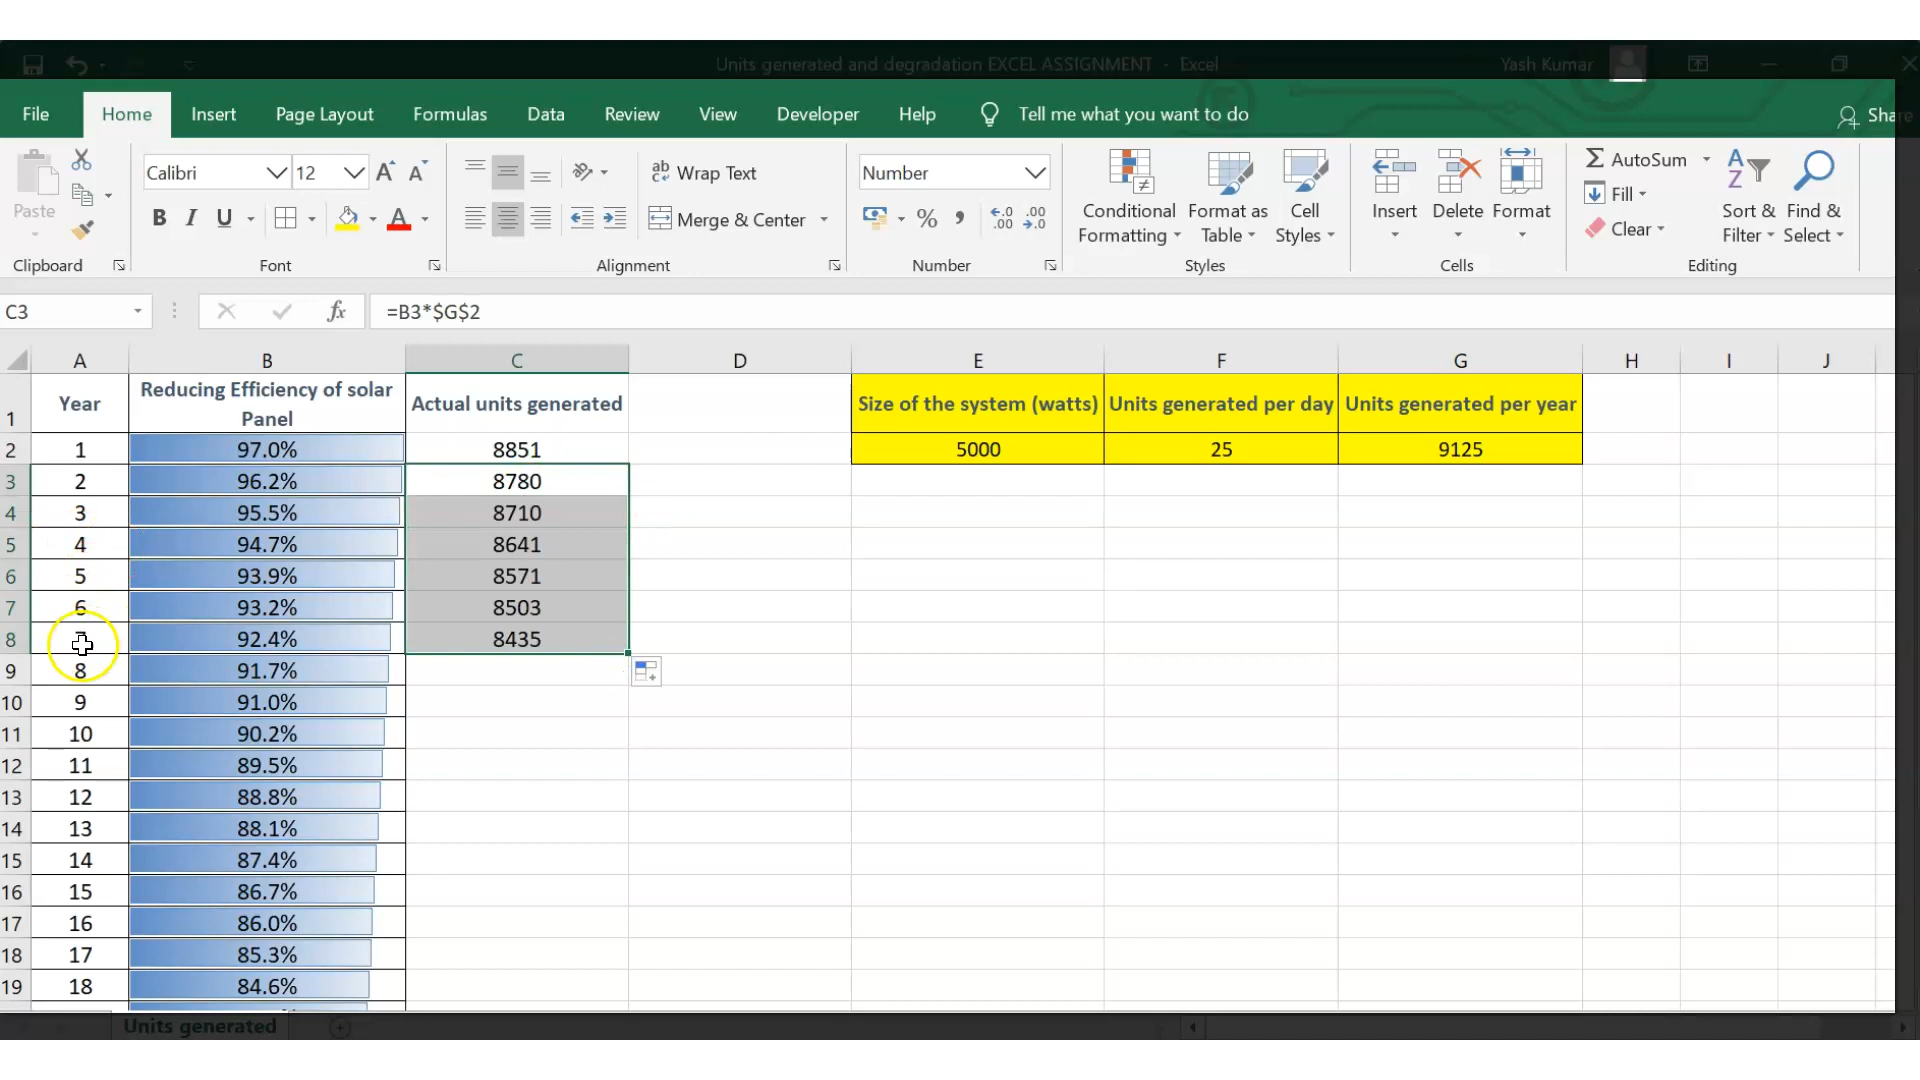 Units generated and degradation EXCEL ASSIGNMENT - Excel Yash Kumar
File Home Insert Page Layout Formulas Data Review View Developer Help Tell me what you want to do Share
Paste
Clipboard
Calibri 12
B I U A
Font
Wrap Text
Merge & Center
Alignment
Number
% ,
Number
Conditional Formatting
Format as Table
Cell Styles
Styles
Insert Delete Format
Cells
AutoSum
Fill
Clear
Sort & Filter
Find & Select
Editing
C3 fx =B3*$G$2
A B C D E F G H I J
1 Year Reducing Efficiency of solar Panel Actual units generated Size of the system (watts) Units generated per day Units generated per year
2 1 97.0% 8851 5000 25 9125
3 2 96.2% 8780
4 3 95.5% 8710
5 4 94.7% 8641
6 5 93.9% 8571
7 6 93.2% 8503
8 92.4% 8435
9 8 91.7%
10 9 91.0%
11 10 90.2%
12 11 89.5%
13 12 88.8%
14 13 88.1%
15 14 87.4%
16 15 86.7%
17 16 86.0%
18 17 85.3%
19 18 84.6%
Units generated